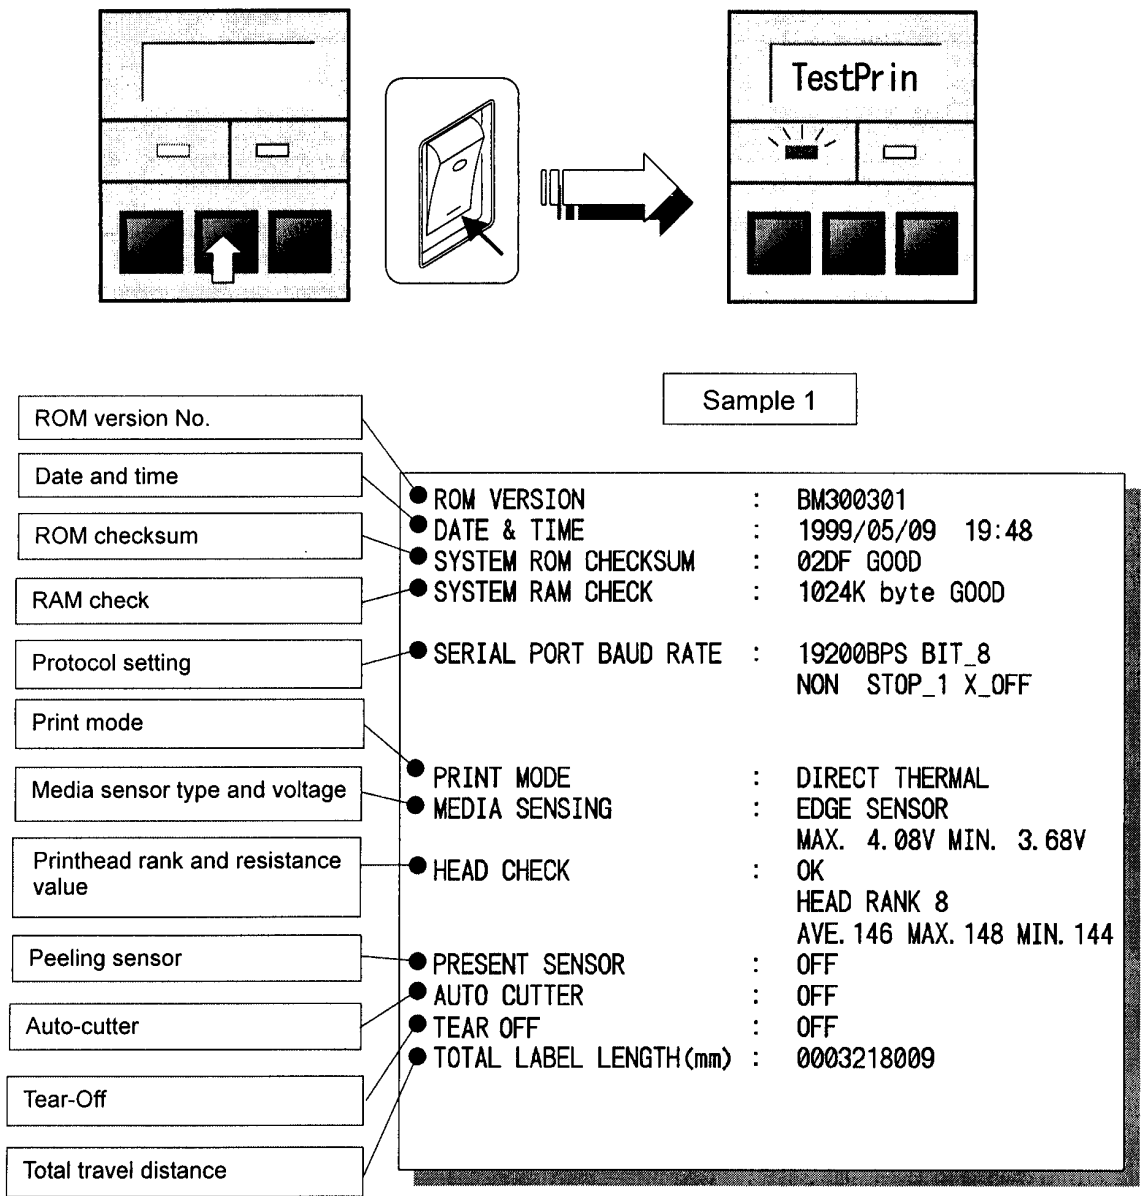 TestPrin
Sample 1
ROM version No.
Date and time
ROM checksum
RAM check
Protocol setting
Print mode
Media sensor type and voltage
Printhead rank and resistance
value
Peeling sensor
Auto-cutter
Tear-Off
Total travel distance
ROM VERSION : BM300301
DATE & TIME : 1999/05/09 19:48
SYSTEM ROM CHECKSUM : 02DF GOOD
SYSTEM RAM CHECK : 1024K byte GOOD
SERIAL PORT BAUD RATE : 19200BPS BIT_8
NON STOP_1 X_OFF
PRINT MODE : DIRECT THERMAL
MEDIA SENSING : EDGE SENSOR
MAX. 4.08V MIN. 3.68V
HEAD CHECK : OK
HEAD RANK 8
AVE. 146 MAX. 148 MIN. 144
PRESENT SENSOR : OFF
AUTO CUTTER : OFF
TEAR OFF : OFF
TOTAL LABEL LENGTH(mm) : 0003218009